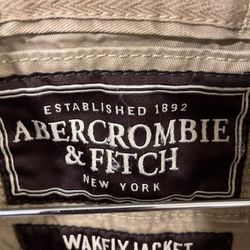 ESTABLISHED 1892
ABERCROMBIE
& FITCH
NEW YORK
WAKELY JACKET